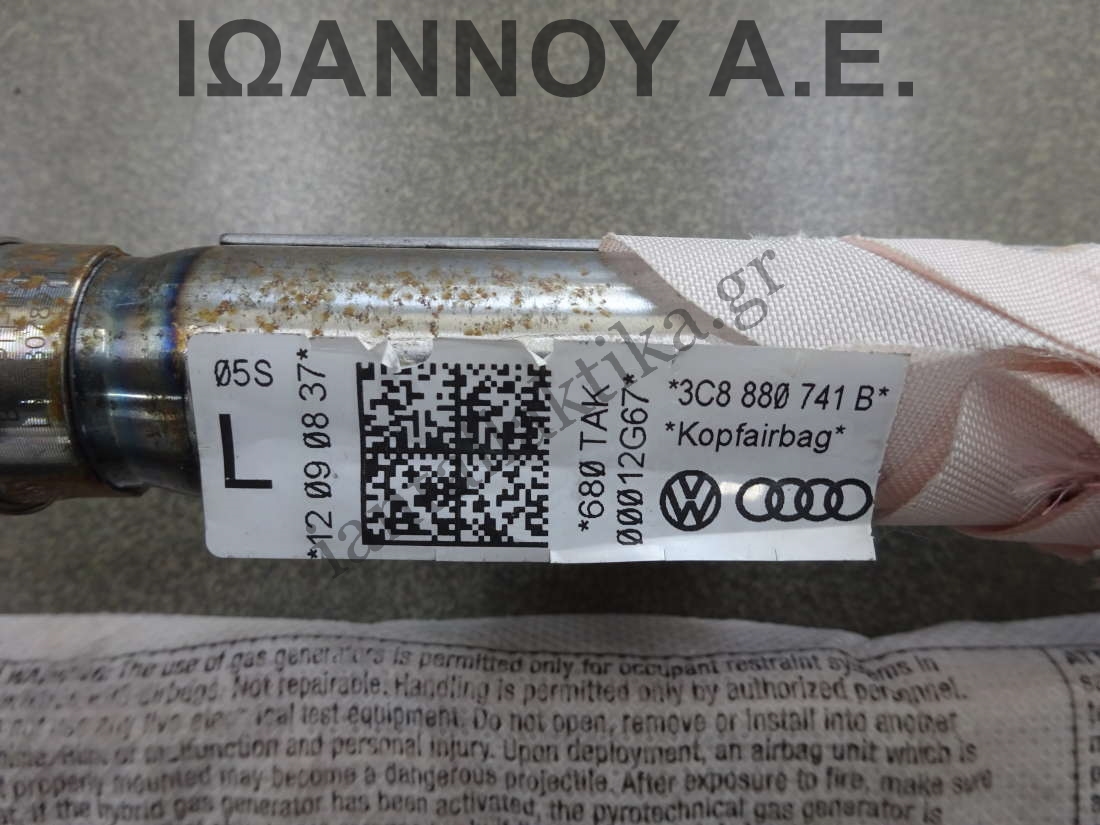 ΙΩΑΝΝΟΥ Α.Ε.
05S
L
*12 09 08 37*
*680 TAK*
00012G67
*3C8 880 741 B*
*Kopfairbag*
VW
The use of gas generators is permitted only for occupant restraint systems in
Not repairable. Handling is permitted only by authorized personnel.
test equipment. Do not open, remove or install into another
and personal injury. Upon deployment, an airbag unit which is
properly mounted may become a dangerous projectile. After exposure to fire, make sure
if the hybrid gas generator has been activated, the pyrotechnical gas generator is